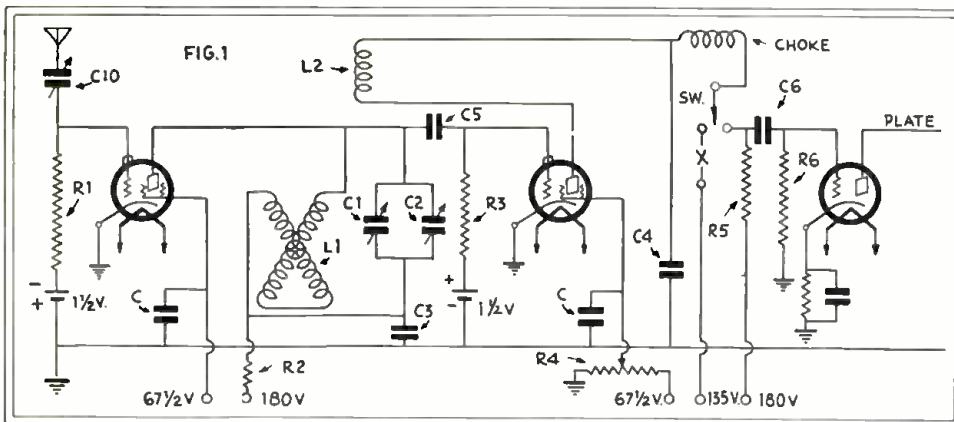 FIG.1
C10
L2
CHOKE
SW.
C6
C5
PLATE
R1
X
R6
C1
C2
R3
R5
L1
C4
-
+
1½V.
C
C3
+
-
1½V
C
R2
R4
67½V
180V
67½V
135V.
180V